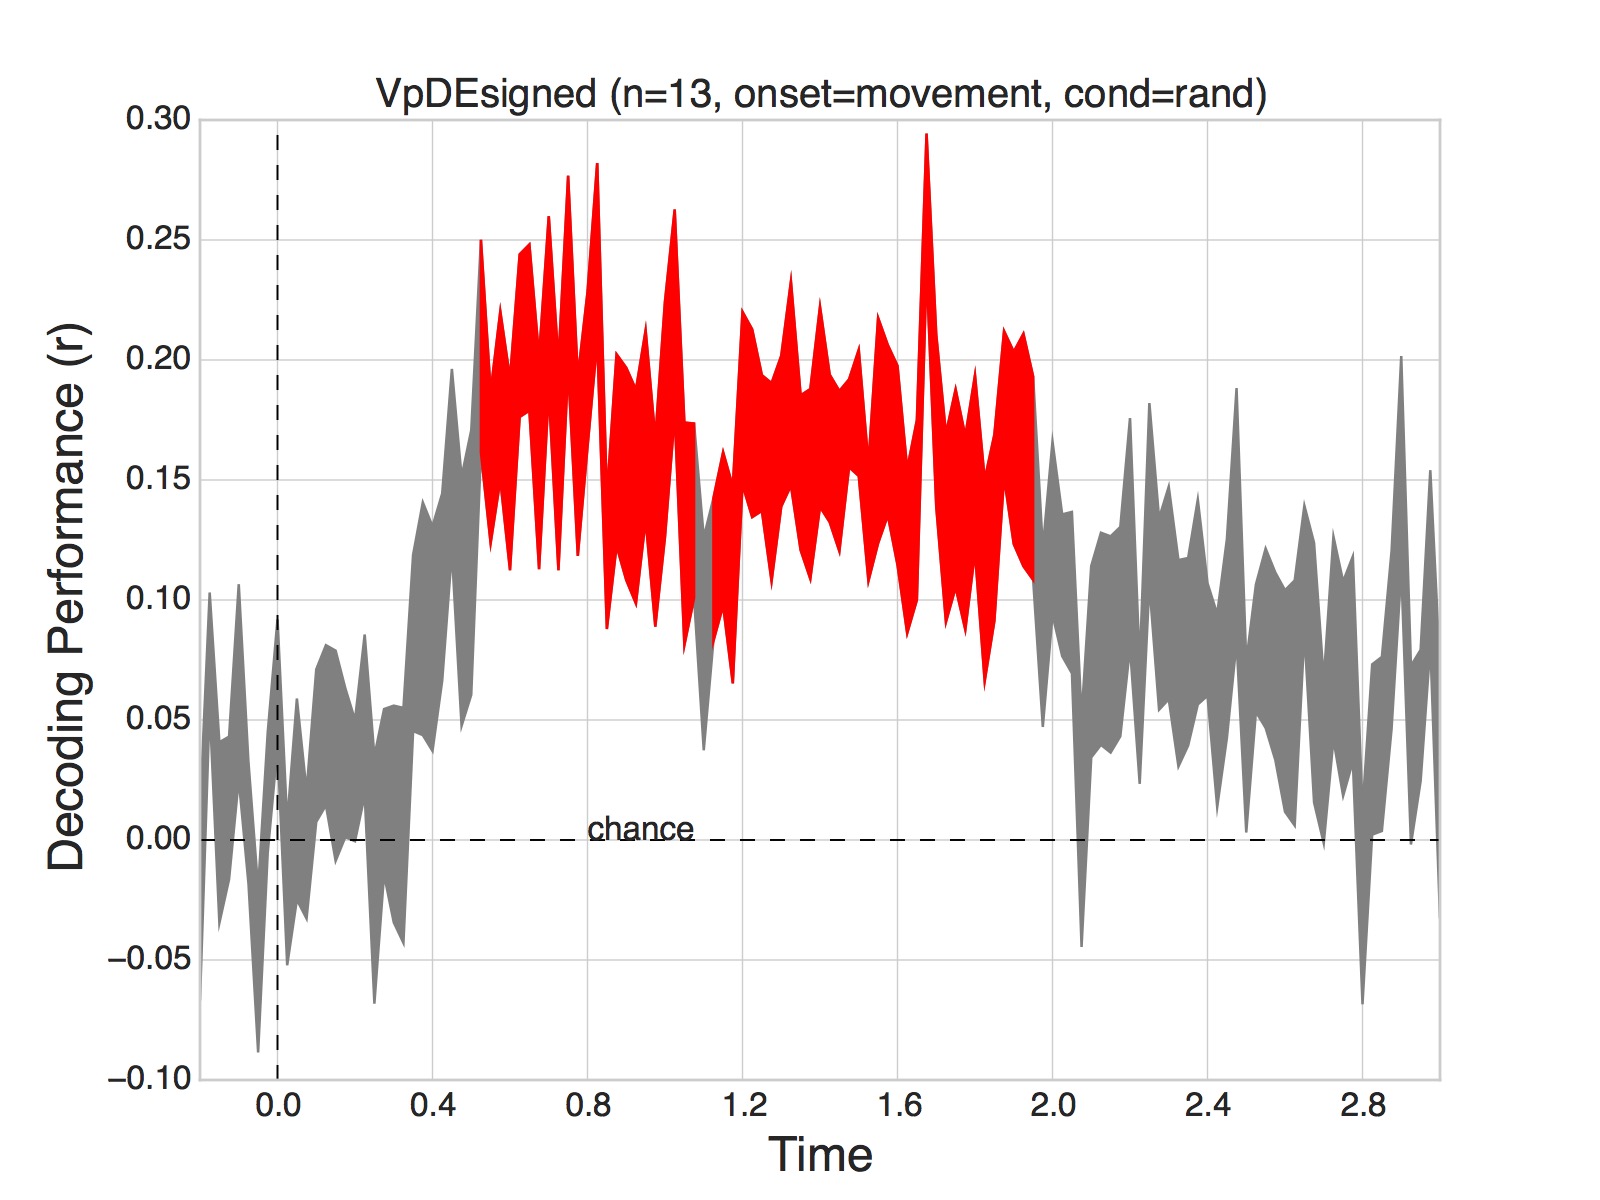 VpDEsigned (n=13, onset=movement, cond=rand)
0.30
0.25
0.20
0.15
0.10
0.05
0.00
−0.05
−0.10
Decoding Performance (r)
chance
0.0 0.4 0.8 1.2 1.6 2.0 2.4 2.8
Time